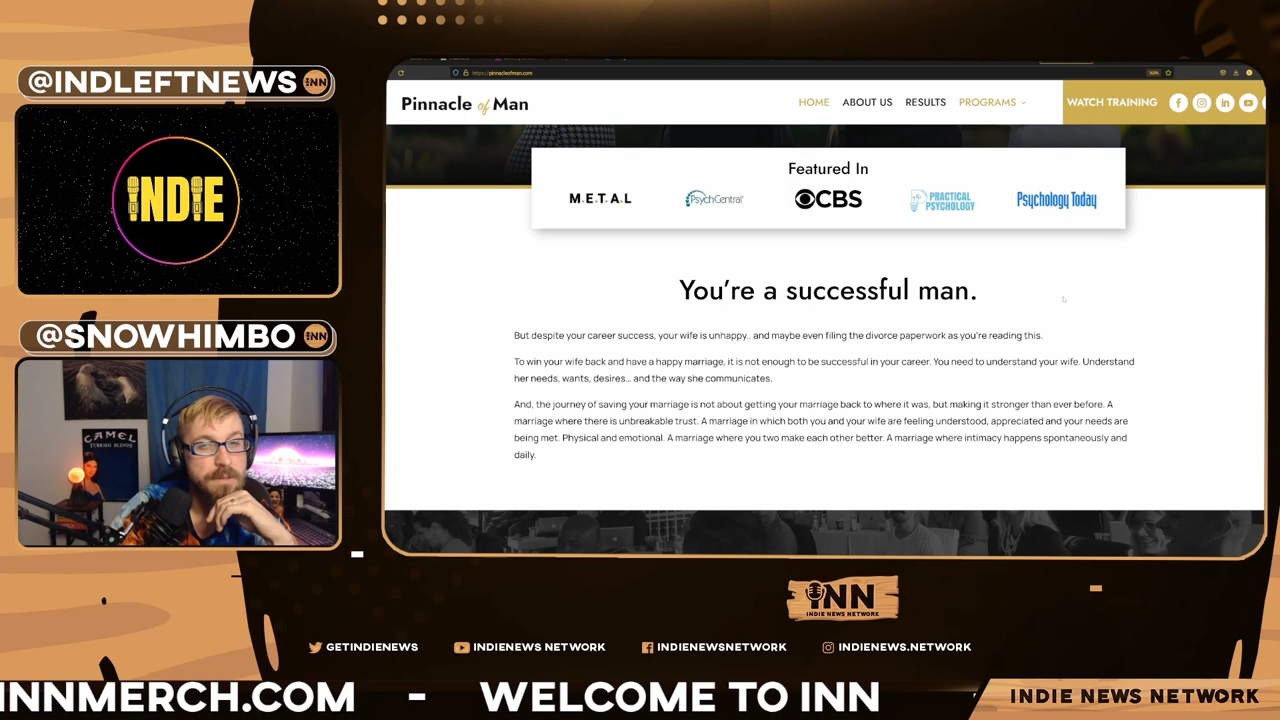 @INDLEFTNEWS INN
INDIE
@SNOWHIMBO INN
CAMEL
TURKISH BLENDS
https://pinnacleofman.com
Pinnacle of Man
HOME ABOUT US RESULTS PROGRAMS WATCH TRAINING
Featured In
M.E.T.A.L PsychCentral CBS PRACTICAL PSYCHOLOGY Psychology Today
You're a successful man.
But despite your career success, your wife is unhappy.. and maybe even filing the divorce paperwork as you're reading this.
To win your wife back and have a happy marriage, it is not enough to be successful in your career. You need to understand your wife. Understand
her needs, wants, desires... and the way she communicates.
And, the journey of saving your marriage is not about getting your marriage back to where it was, but making it stronger than ever before. A
marriage where there is unbreakable trust. A marriage in which both you and your wife are feeling understood, appreciated and your needs are
being met. Physical and emotional. A marriage where you two make each other better. A marriage where intimacy happens spontaneously and
daily.
INN
INDIE NEWS NETWORK
GETINDIENEWS INDIENEWS NETWORK INDIENEWSNETWORK INDIENEWS.NETWORK
INNMERCH.COM - WELCOME TO INN
INDIE NEWS NETWORK